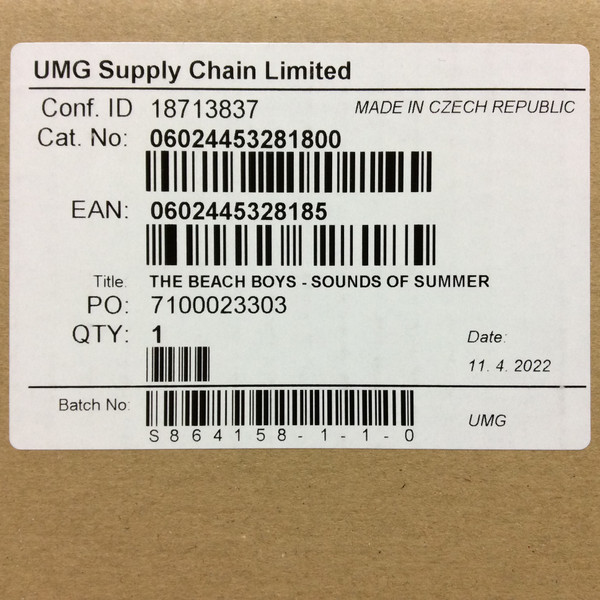 UMG Supply Chain Limited
Conf. ID 18713837 MADE IN CZECH REPUBLIC
Cat. No: 06024453281800
EAN: 0602445328185
Title: THE BEACH BOYS - SOUNDS OF SUMMER
PO: 7100023303
QTY: 1
Date:
11. 4. 2022
Batch No:
S864158-1-1-0
UMG